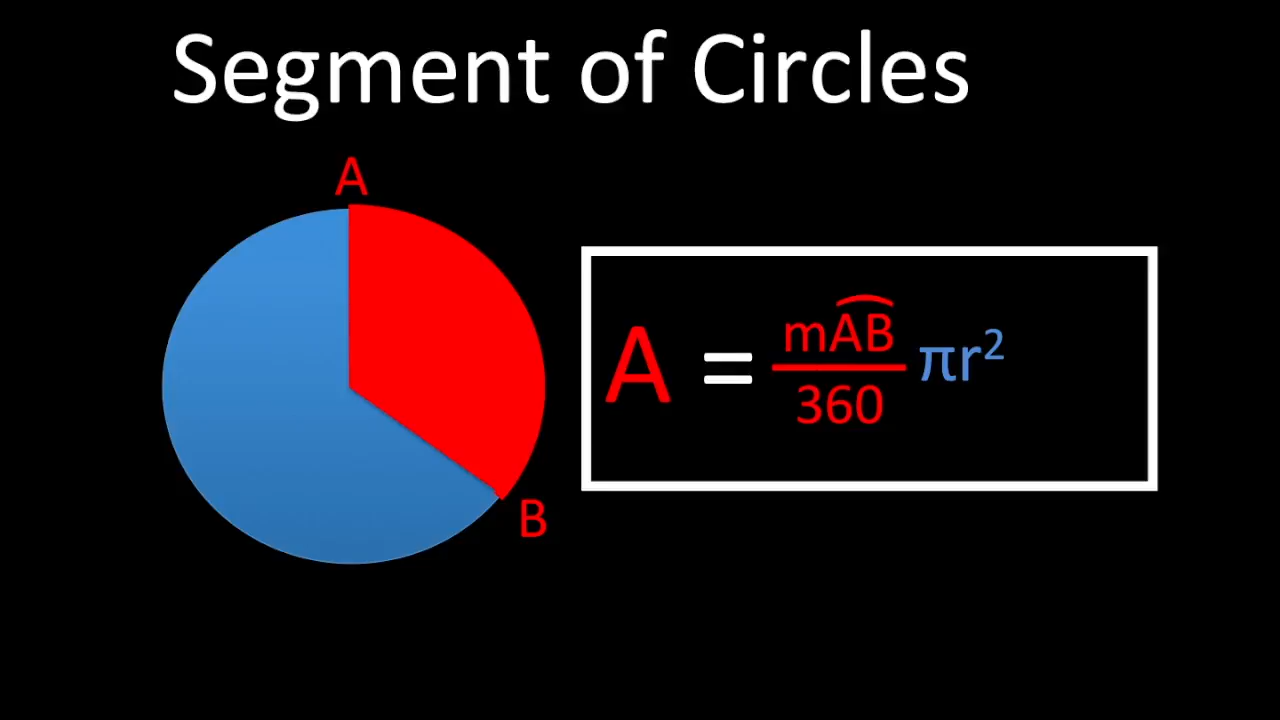 Segment of Circles
A
B
A = mAB/360 πr²